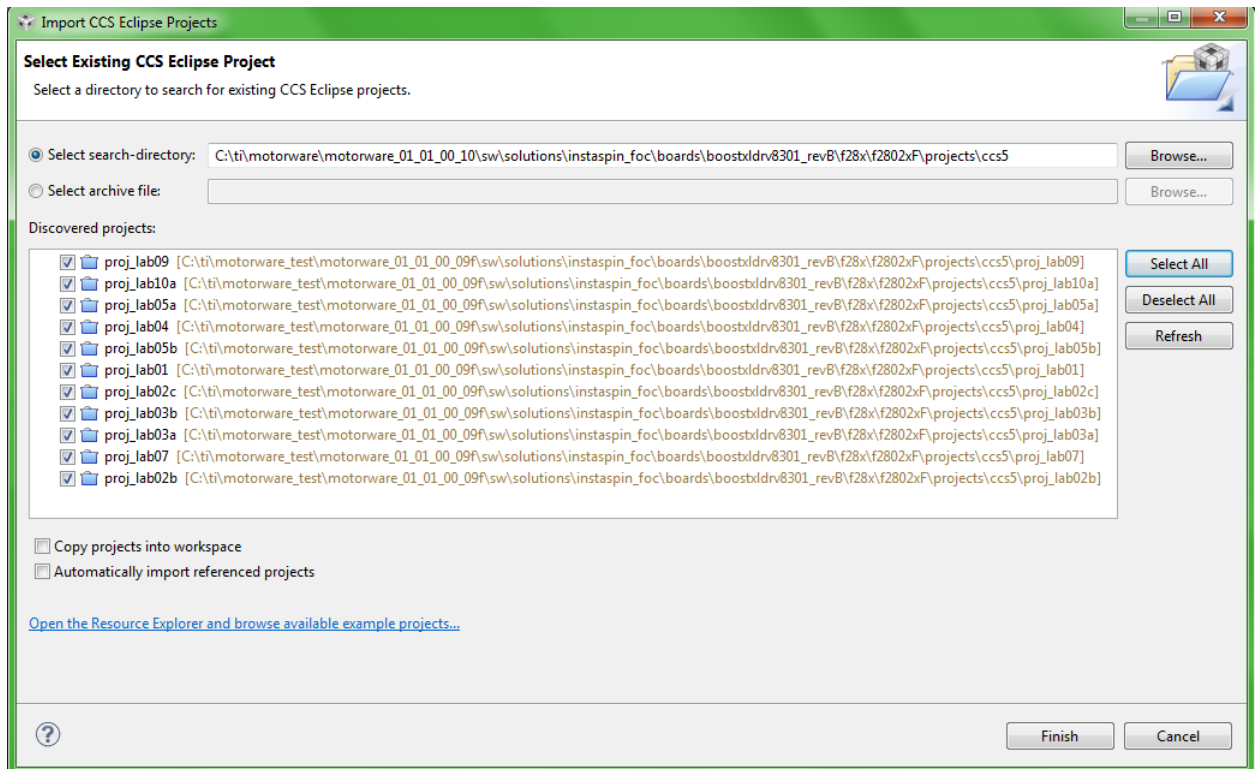 Import CCS Eclipse Projects
Select Existing CCS Eclipse Project
Select a directory to search for existing CCS Eclipse projects.
Select search-directory: C:\ti\motorware\motorware_01_01_00_10\sw\solutions\instaspin_foc\boards\boostxldrv8301_revB\f28x\f2802xF\projects\ccs5 Browse...
Select archive file: Browse...
Discovered projects:
proj_lab09 [C:\ti\motorware_test\motorware_01_01_00_09f\sw\solutions\instaspin_foc\boards\boostxldrv8301_revB\f28x\f2802xF\projects\ccs5\proj_lab09] Select All
proj_lab10a [C:\ti\motorware_test\motorware_01_01_00_09f\sw\solutions\instaspin_foc\boards\boostxldrv8301_revB\f28x\f2802xF\projects\ccs5\proj_lab10a]
proj_lab05a [C:\ti\motorware_test\motorware_01_01_00_09f\sw\solutions\instaspin_foc\boards\boostxldrv8301_revB\f28x\f2802xF\projects\ccs5\proj_lab05a] Deselect All
proj_lab04 [C:\ti\motorware_test\motorware_01_01_00_09f\sw\solutions\instaspin_foc\boards\boostxldrv8301_revB\f28x\f2802xF\projects\ccs5\proj_lab04] Refresh
proj_lab05b [C:\ti\motorware_test\motorware_01_01_00_09f\sw\solutions\instaspin_foc\boards\boostxldrv8301_revB\f28x\f2802xF\projects\ccs5\proj_lab05b]
proj_lab01 [C:\ti\motorware_test\motorware_01_01_00_09f\sw\solutions\instaspin_foc\boards\boostxldrv8301_revB\f28x\f2802xF\projects\ccs5\proj_lab01]
proj_lab02c [C:\ti\motorware_test\motorware_01_01_00_09f\sw\solutions\instaspin_foc\boards\boostxldrv8301_revB\f28x\f2802xF\projects\ccs5\proj_lab02c]
proj_lab03b [C:\ti\motorware_test\motorware_01_01_00_09f\sw\solutions\instaspin_foc\boards\boostxldrv8301_revB\f28x\f2802xF\projects\ccs5\proj_lab03b]
proj_lab03a [C:\ti\motorware_test\motorware_01_01_00_09f\sw\solutions\instaspin_foc\boards\boostxldrv8301_revB\f28x\f2802xF\projects\ccs5\proj_lab03a]
proj_lab07 [C:\ti\motorware_test\motorware_01_01_00_09f\sw\solutions\instaspin_foc\boards\boostxldrv8301_revB\f28x\f2802xF\projects\ccs5\proj_lab07]
proj_lab02b [C:\ti\motorware_test\motorware_01_01_00_09f\sw\solutions\instaspin_foc\boards\boostxldrv8301_revB\f28x\f2802xF\projects\ccs5\proj_lab02b]
Copy projects into workspace
Automatically import referenced projects
Open the Resource Explorer and browse available example projects...
? Finish Cancel